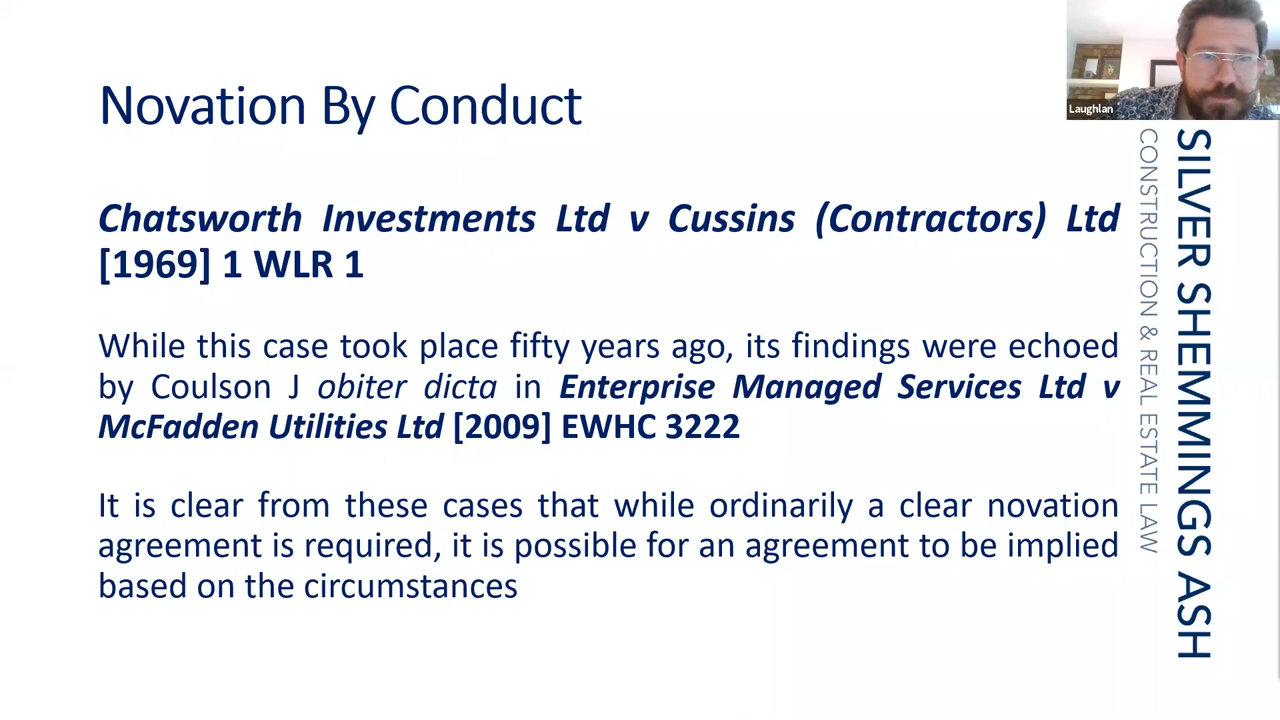 Novation By Conduct
Laughlan
Chatsworth Investments Ltd v Cussins (Contractors) Ltd
[1969] 1 WLR 1
While this case took place fifty years ago, its findings were echoed
by Coulson J obiter dicta in Enterprise Managed Services Ltd v
McFadden Utilities Ltd [2009] EWHC 3222
It is clear from these cases that while ordinarily a clear novation
agreement is required, it is possible for an agreement to be implied
based on the circumstances
SILVER SHEMMINGS ASH
CONSTRUCTION & REAL ESTATE LAW